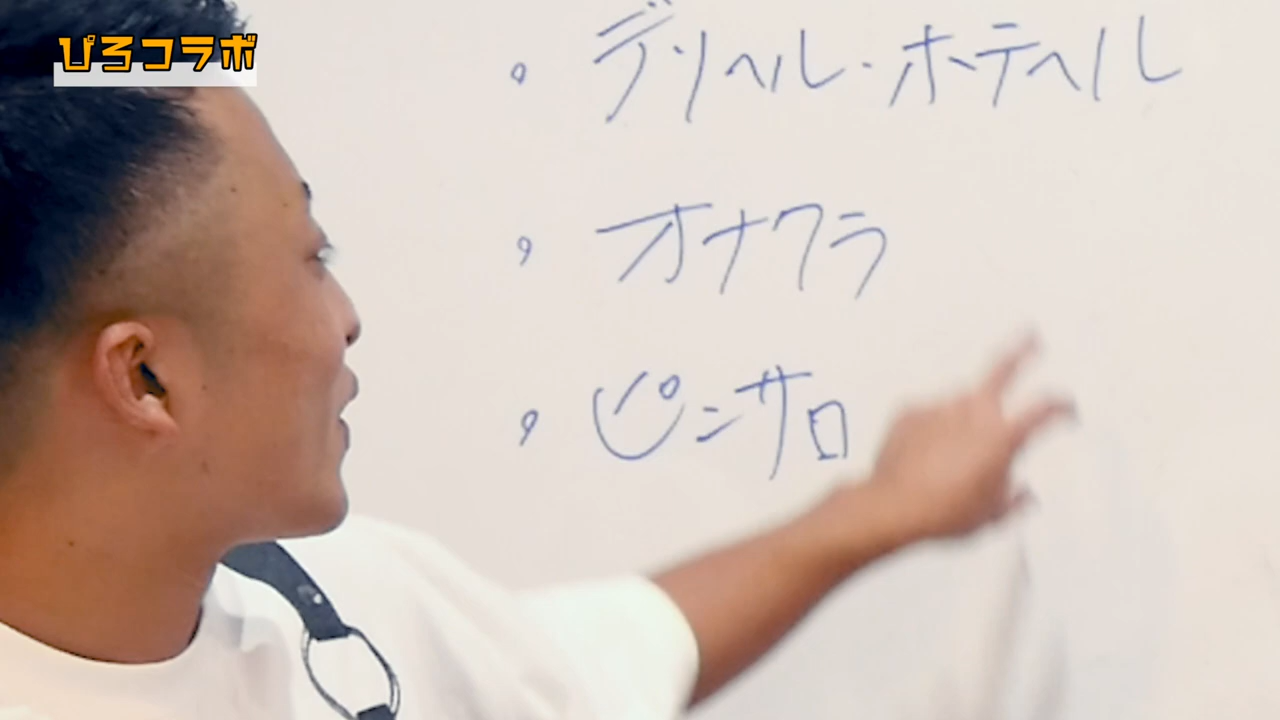 ぴろコラボ
・デリヘル・ホテヘル
・オナクラ
・ピンサロ